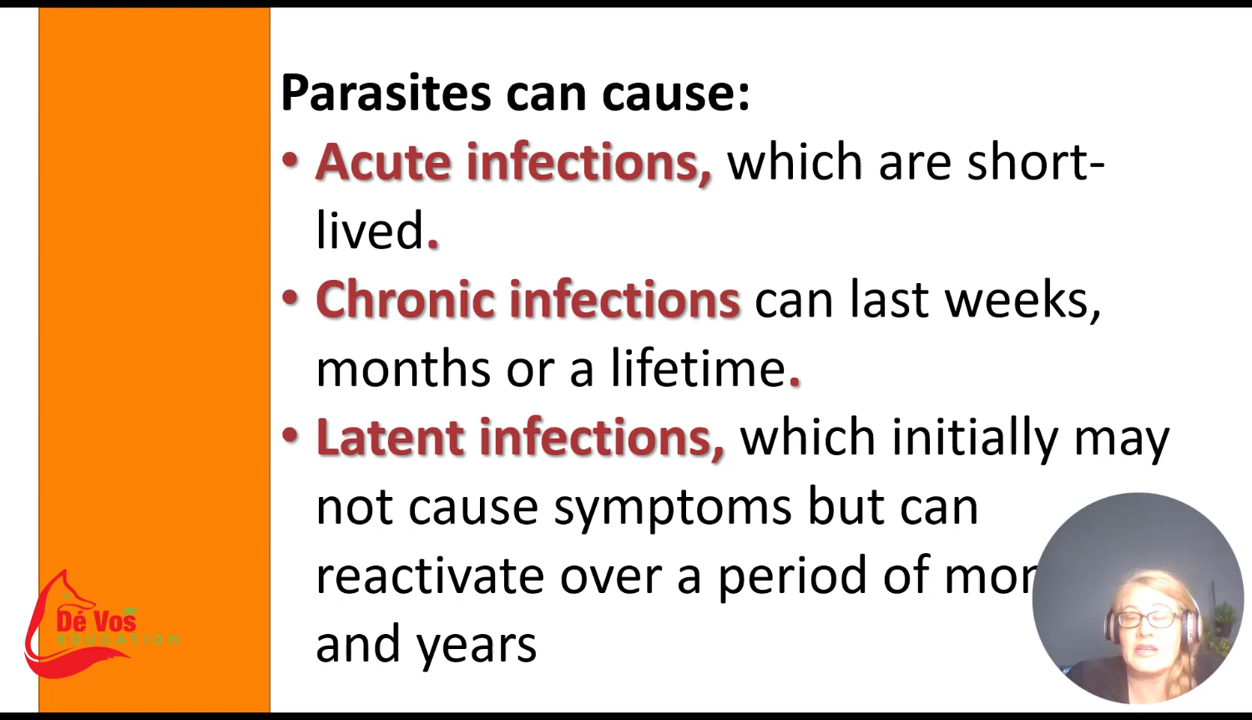 Parasites can cause:
• Acute infections, which are short-
lived.
• Chronic infections can last weeks,
months or a lifetime.
• Latent infections, which initially may
not cause symptoms but can
reactivate over a period of
and years
Dé Vos
EDUCATION